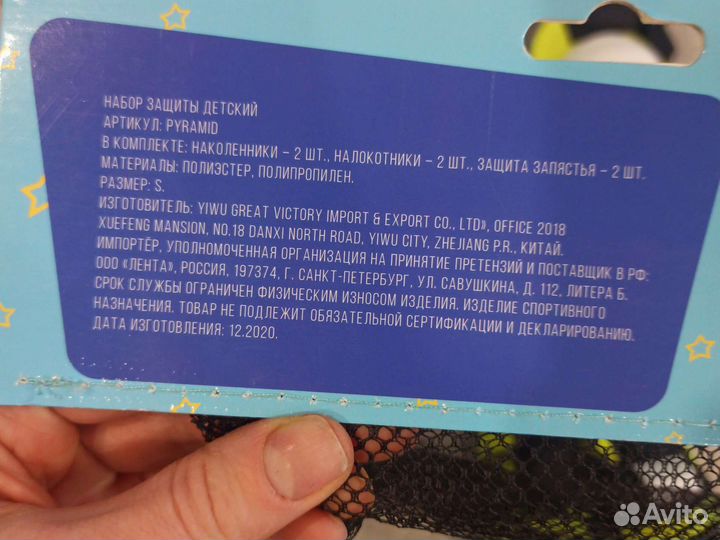 НАБОР ЗАЩИТЫ ДЕТСКИЙ
АРТИКУЛ: PYRAMID
В КОМПЛЕКТЕ: НАКОЛЕННИКИ – 2 ШТ., НАЛОКОТНИКИ – 2 ШТ., ЗАЩИТА ЗАПЯСТЬЯ – 2 ШТ.
МАТЕРИАЛЫ: ПОЛИЭСТЕР, ПОЛИПРОПИЛЕН.
РАЗМЕР: S.
ИЗГОТОВИТЕЛЬ: YIWU GREAT VICTORY IMPORT & EXPORT CO., LTD», OFFICE 2018
XUEFENG MANSION, NO.18 DANXI NORTH ROAD, YIWU CITY, ZHEJIANG P.R., КИТАЙ.
ИМПОРТЁР, УПОЛНОМОЧЕННАЯ ОРГАНИЗАЦИЯ НА ПРИНЯТИЕ ПРЕТЕНЗИЙ И ПОСТАВЩИК В РФ:
ООО «ЛЕНТА», РОССИЯ, 197374, Г. САНКТ-ПЕТЕРБУРГ, УЛ. САВУШКИНА, Д. 112, ЛИТЕРА Б.
СРОК СЛУЖБЫ ОГРАНИЧЕН ФИЗИЧЕСКИМ ИЗНОСОМ ИЗДЕЛИЯ. ИЗДЕЛИЕ СПОРТИВНОГО
НАЗНАЧЕНИЯ. ТОВАР НЕ ПОДЛЕЖИТ ОБЯЗАТЕЛЬНОЙ СЕРТИФИКАЦИИ И ДЕКЛАРИРОВАНИЮ.
ДАТА ИЗГОТОВЛЕНИЯ: 12.2020.
Avito